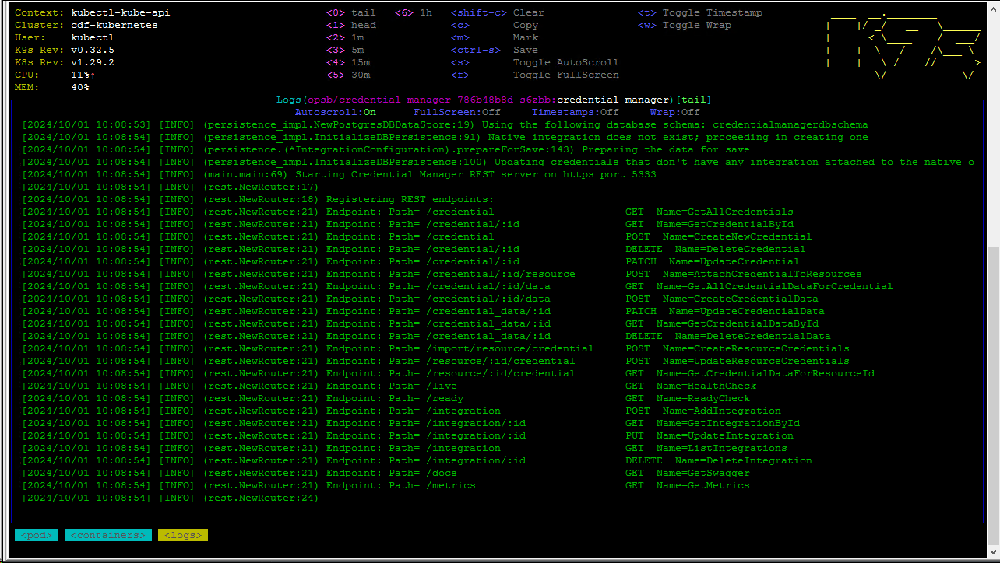 Context: kubectl-kube-api <0> tail <6> 1h <shift-c> Clear <t> Toggle Timestamp
Cluster: cdf-kubernetes <1> head <c> Copy <w> Toggle Wrap
User: kubectl <2> 1m <m> Mark
K9s Rev: v0.32.5 <3> 5m <ctrl-s> Save
K8s Rev: v1.29.2 <4> 15m <s> Toggle AutoScroll
CPU: 11%↑ <5> 30m <f> Toggle FullScreen
MEM: 40%
K9s
Logs(opsb/credential-manager-786b48b8d-s6zbb:credential-manager)[tail]
Autoscroll:On FullScreen:Off Timestamps:Off Wrap:Off
[2024/10/01 10:08:53] [INFO] (persistence_impl.NewPostgresDBDataStore:19) Using the following database schema: credentialmanagerdbschema
[2024/10/01 10:08:54] [INFO] (persistence_impl.InitializeDBPersistence:91) Native integration does not exist; proceeding in creating one
[2024/10/01 10:08:54] [INFO] (persistence.(*IntegrationConfiguration).prepareForSave:143) Preparing the data for save
[2024/10/01 10:08:54] [INFO] (persistence_impl.InitializeDBPersistence:100) Updating credentials that don't have any integration attached to the native o
[2024/10/01 10:08:54] [INFO] (main.main:69) Starting Credential Manager REST server on https port 5333
[2024/10/01 10:08:54] [INFO] (rest.NewRouter:17) -------------------------------------------
[2024/10/01 10:08:54] [INFO] (rest.NewRouter:18) Registering REST endpoints:
[2024/10/01 10:08:54] [INFO] (rest.NewRouter:21) Endpoint: Path= /credential GET Name=GetAllCredentials
[2024/10/01 10:08:54] [INFO] (rest.NewRouter:21) Endpoint: Path= /credential/:id GET Name=GetCredentialById
[2024/10/01 10:08:54] [INFO] (rest.NewRouter:21) Endpoint: Path= /credential POST Name=CreateNewCredential
[2024/10/01 10:08:54] [INFO] (rest.NewRouter:21) Endpoint: Path= /credential/:id DELETE Name=DeleteCredential
[2024/10/01 10:08:54] [INFO] (rest.NewRouter:21) Endpoint: Path= /credential/:id PATCH Name=UpdateCredential
[2024/10/01 10:08:54] [INFO] (rest.NewRouter:21) Endpoint: Path= /credential/:id/resource POST Name=AttachCredentialToResources
[2024/10/01 10:08:54] [INFO] (rest.NewRouter:21) Endpoint: Path= /credential/:id/data GET Name=GetAllCredentialDataForCredential
[2024/10/01 10:08:54] [INFO] (rest.NewRouter:21) Endpoint: Path= /credential/:id/data POST Name=CreateCredentialData
[2024/10/01 10:08:54] [INFO] (rest.NewRouter:21) Endpoint: Path= /credential_data/:id PATCH Name=UpdateCredentialData
[2024/10/01 10:08:54] [INFO] (rest.NewRouter:21) Endpoint: Path= /credential_data/:id GET Name=GetCredentialDataById
[2024/10/01 10:08:54] [INFO] (rest.NewRouter:21) Endpoint: Path= /credential_data/:id DELETE Name=DeleteCredentialData
[2024/10/01 10:08:54] [INFO] (rest.NewRouter:21) Endpoint: Path= /import/resource/credential POST Name=CreateResourceCredentials
[2024/10/01 10:08:54] [INFO] (rest.NewRouter:21) Endpoint: Path= /resource/:id/credential POST Name=UpdateResourceCredentials
[2024/10/01 10:08:54] [INFO] (rest.NewRouter:21) Endpoint: Path= /resource/:id/credential GET Name=GetCredentialDataForResourceId
[2024/10/01 10:08:54] [INFO] (rest.NewRouter:21) Endpoint: Path= /live GET Name=HealthCheck
[2024/10/01 10:08:54] [INFO] (rest.NewRouter:21) Endpoint: Path= /ready GET Name=ReadyCheck
[2024/10/01 10:08:54] [INFO] (rest.NewRouter:21) Endpoint: Path= /integration POST Name=AddIntegration
[2024/10/01 10:08:54] [INFO] (rest.NewRouter:21) Endpoint: Path= /integration/:id GET Name=GetIntegrationById
[2024/10/01 10:08:54] [INFO] (rest.NewRouter:21) Endpoint: Path= /integration/:id PUT Name=UpdateIntegration
[2024/10/01 10:08:54] [INFO] (rest.NewRouter:21) Endpoint: Path= /integration GET Name=ListIntegrations
[2024/10/01 10:08:54] [INFO] (rest.NewRouter:21) Endpoint: Path= /integration/:id DELETE Name=DeleteIntegration
[2024/10/01 10:08:54] [INFO] (rest.NewRouter:21) Endpoint: Path= /docs GET Name=GetSwagger
[2024/10/01 10:08:54] [INFO] (rest.NewRouter:21) Endpoint: Path= /metrics GET Name=GetMetrics
[2024/10/01 10:08:54] [INFO] (rest.NewRouter:24) -------------------------------------------
<pod> <containers> <logs>